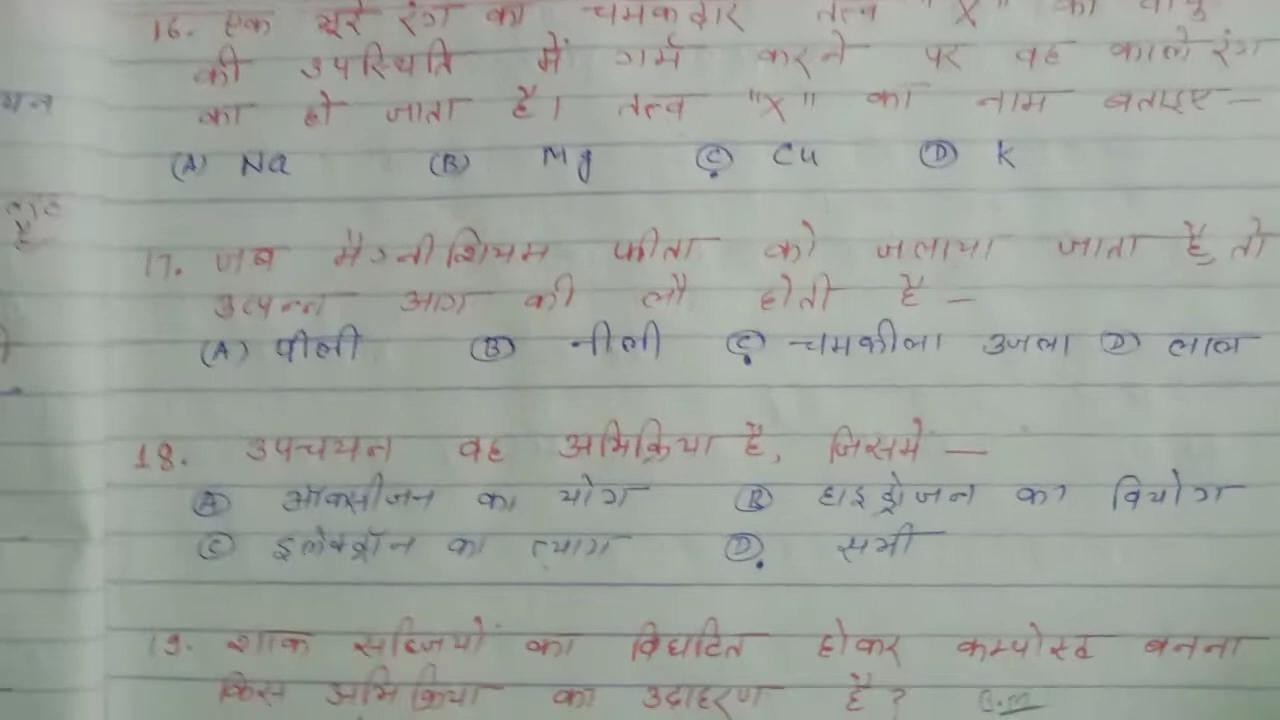 16. एक भूरे रंग का चमकदार तत्व "X" को वायु
की उपस्थिति में गर्म करने पर वह काले रंग
का हो जाता है। तत्व "X" का नाम बताइए -
(A) Na (B) Mg (C) Cu (D) K
17. जब मैग्नीशियम फीता को जलाया जाता है तो
उत्पन्न आग की लौ होती है -
(A) पीली (B) नीली (C) चमकीला उजला (D) लाल
18. उपचयन वह अभिक्रिया है, जिसमें -
(A) ऑक्सीजन का योग (B) हाइड्रोजन का वियोग
(C) इलेक्ट्रॉन का त्याग (D) सभी
19. शाक सब्जियों का विघटित होकर कम्पोस्ट बनना
किस अभिक्रिया का उदाहरण है?